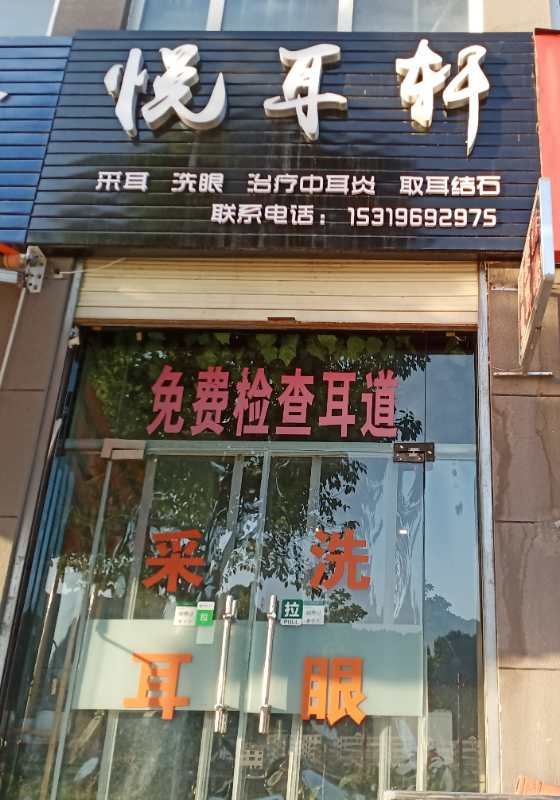 悦耳轩
采耳 洗眼 治疗中耳炎 取耳结石
联系电话：15319692975
免费检查耳道
采 洗
拉
拉
PULL
耳 眼